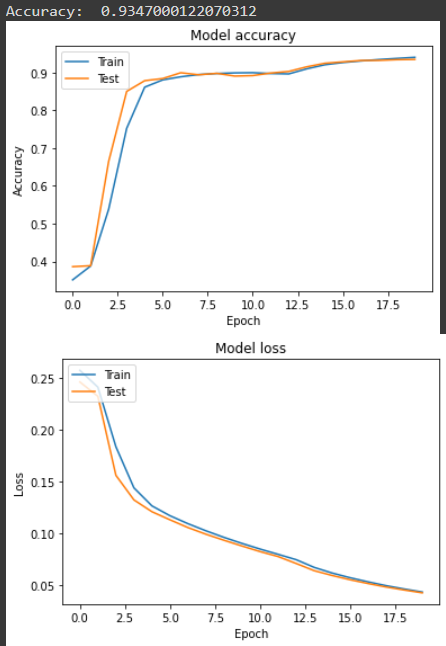 Accuracy:  0.9347000122070312
Model accuracy
Train
Test
0.9
0.8
0.7
0.6
0.5
0.4
Accuracy
0.0 2.5 5.0 7.5 10.0 12.5 15.0 17.5
Epoch
Model loss
Train
Test
0.25
0.20
0.15
0.10
0.05
Loss
0.0 2.5 5.0 7.5 10.0 12.5 15.0 17.5
Epoch